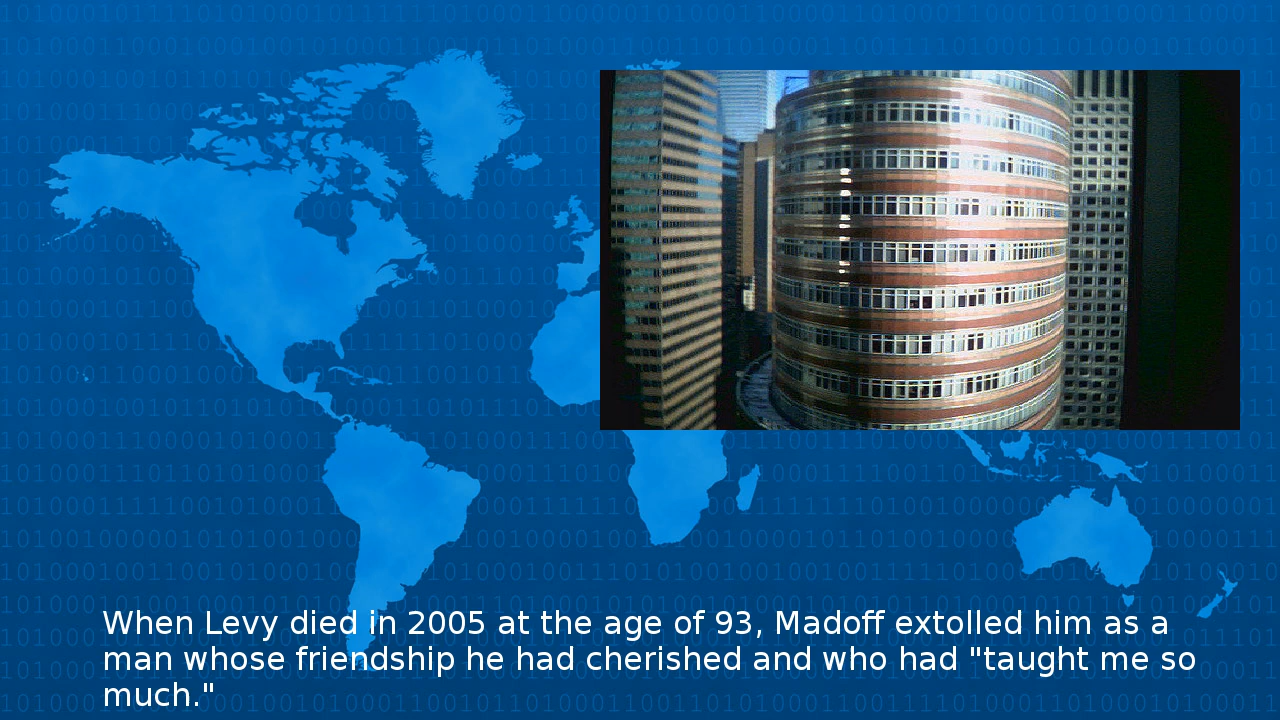 When Levy died in 2005 at the age of 93, Madoff extolled him as a
man whose friendship he had cherished and who had "taught me so
much."